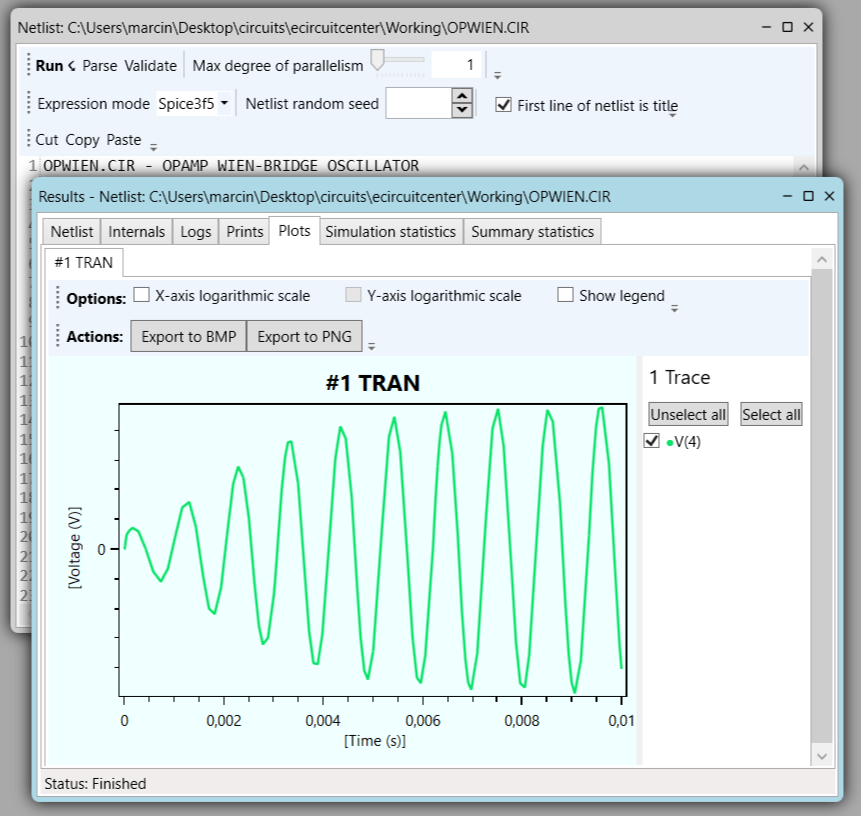 Netlist: C:\Users\marcin\Desktop\circuits\ecircuitcenter\Working\OPWIEN.CIR
Run Parse Validate Max degree of parallelism 1
Expression mode Spice3f5 Netlist random seed First line of netlist is title
Cut Copy Paste
1 OPWIEN.CIR - OPAMP WIEN-BRIDGE OSCILLATOR
Results - Netlist: C:\Users\marcin\Desktop\circuits\ecircuitcenter\Working\OPWIEN.CIR
Netlist Internals Logs Prints Plots Simulation statistics Summary statistics
#1 TRAN
Options: X-axis logarithmic scale Y-axis logarithmic scale Show legend
Actions: Export to BMP Export to PNG
#1 TRAN
1 Trace
Unselect all Select all
V(4)
[Voltage (V)]
0
0 0,002 0,004 0,006 0,008 0,01
[Time (s)]
Status: Finished